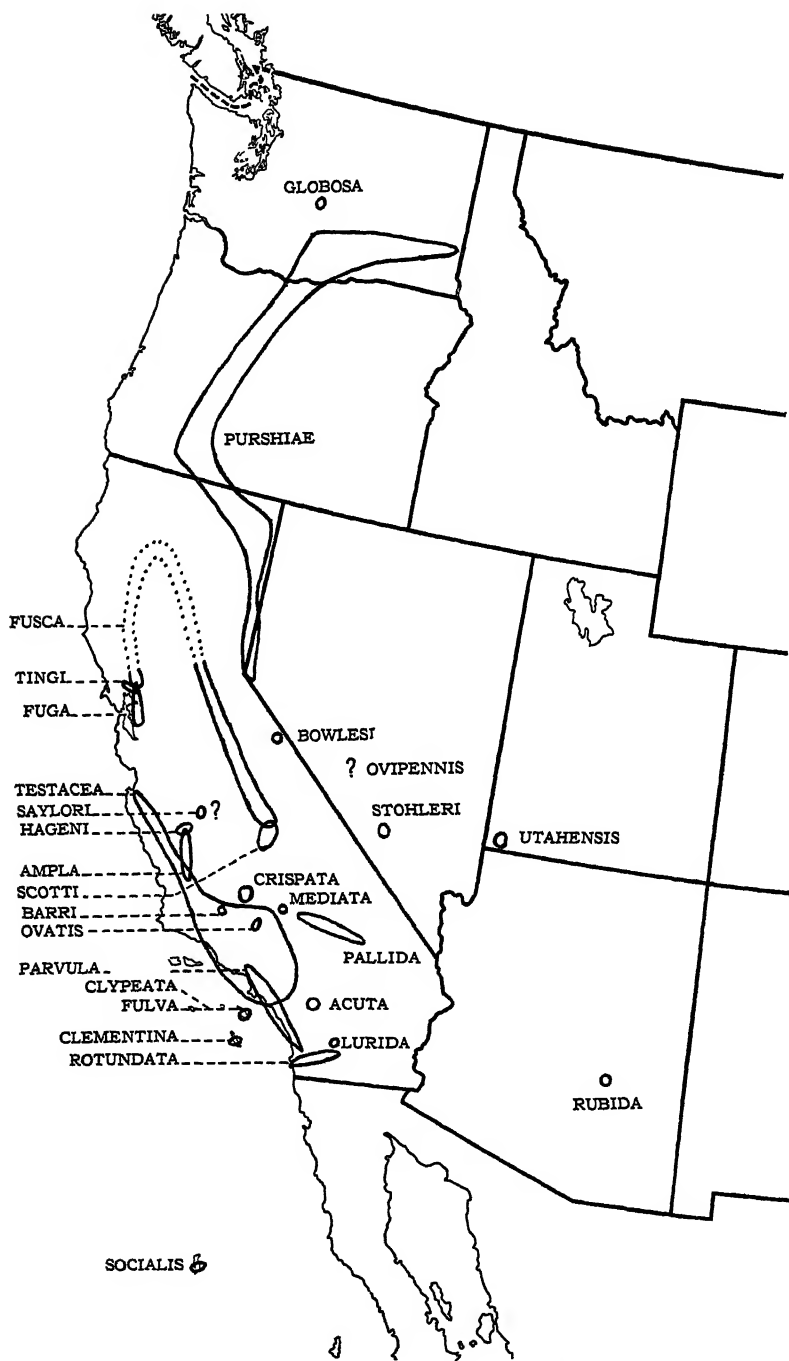 GLOBOSA
PURSHIAE
FUSCA
TINGI
FUGA
BOWLESI
? OVIPENNIS
TESTACEA
SAYLORI ?
STOHLERI
HAGENI
UTAHENSIS
AMPLA
CRISPATA
SCOTTI
MEDIATA
BARRI
OVATIS
PALLIDA
PARVULA
CLYPEATA
FULVA
ACUTA
CLEMENTINA
LURIDA
ROTUNDATA
RUBIDA
SOCIALIS